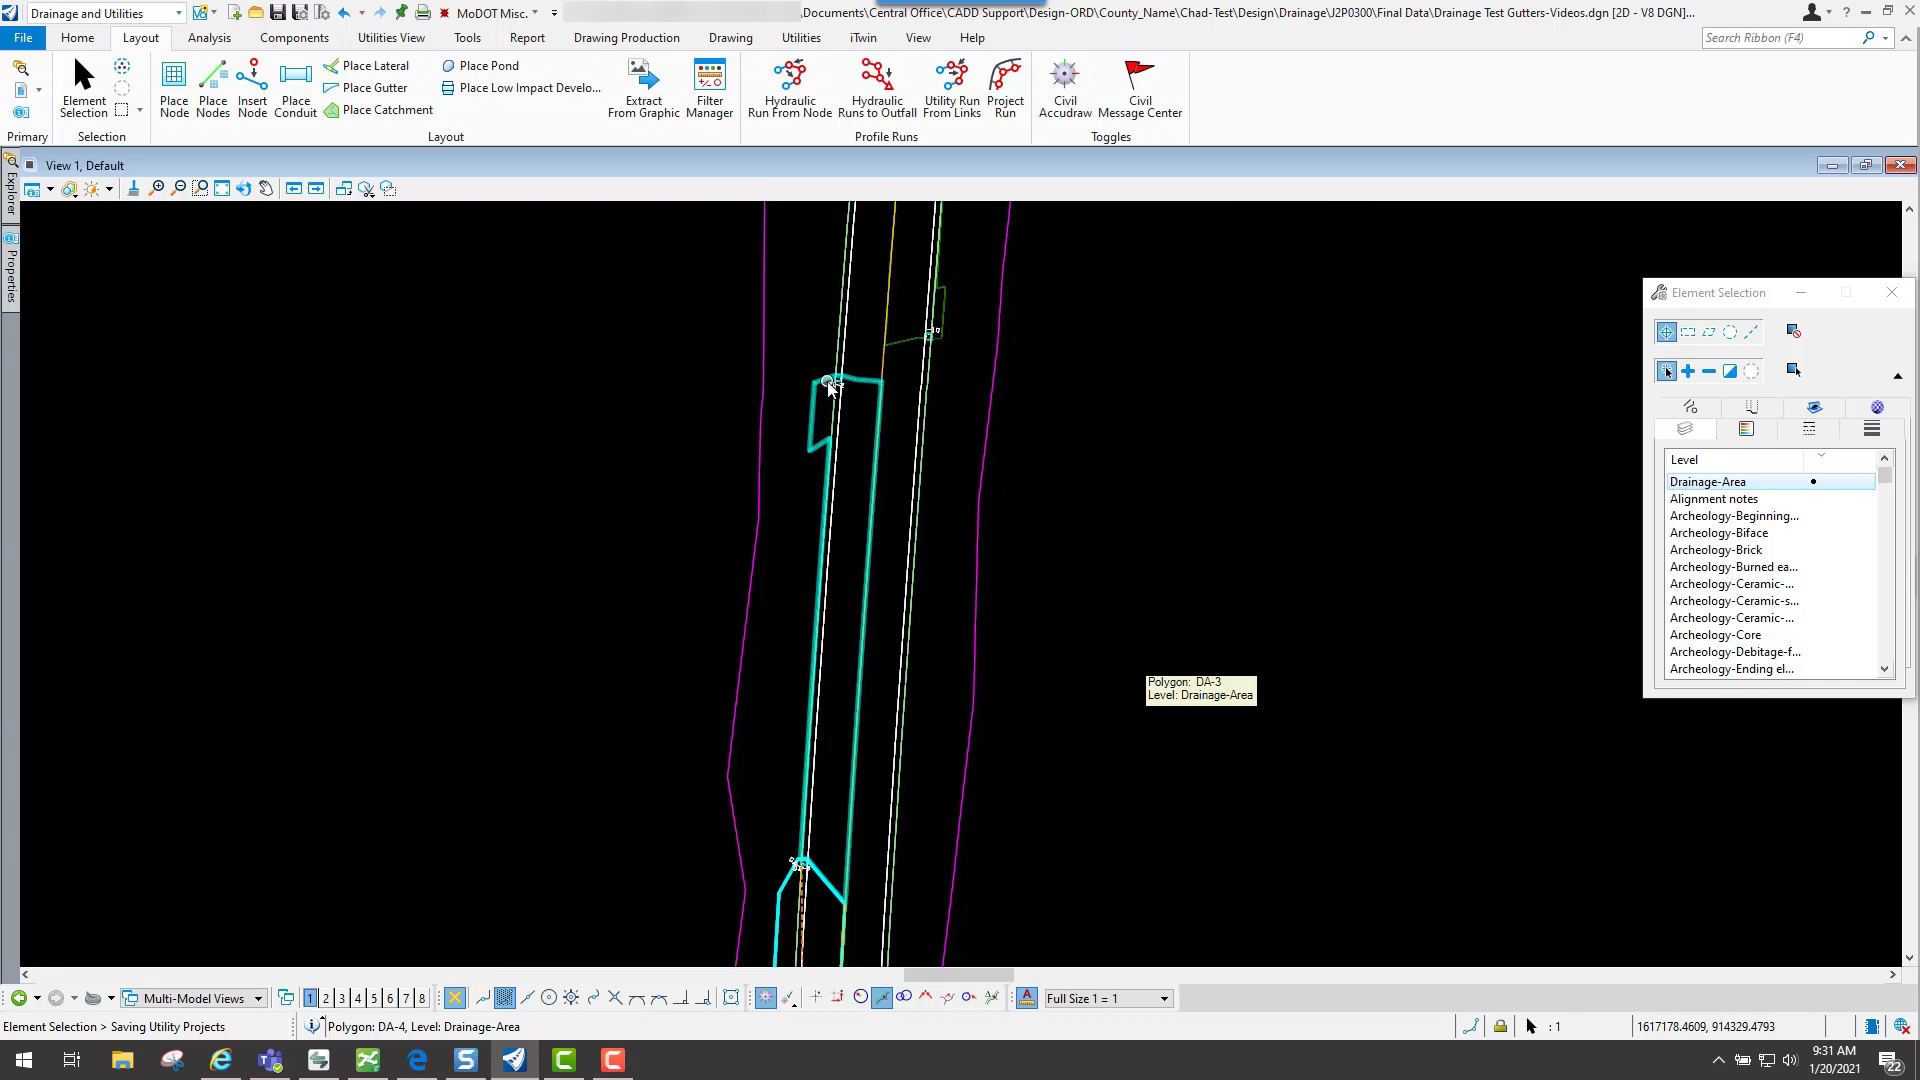 Drainage and Utilities
MoDOT Misc.
\Documents\Central Office\CADD Support\Design-ORD\County_Name\Chad-Test\Design\Drainage\J2P0300\Final Data\Drainage Test Gutters-Videos.dgn [2D - V8 DGN]...
File Home Layout Analysis Components Utilities View Tools Report Drawing Production Drawing Utilities iTwin View Help
Search Ribbon (F4)
Element Selection
Place Node
Place Nodes
Insert Node
Place Conduit
Place Lateral
Place Gutter
Place Catchment
Place Pond
Place Low Impact Develo...
Extract From Graphic
Filter Manager
Hydraulic Run From Node
Hydraulic Runs to Outfall
Utility Run From Links
Project Run
Civil Accudraw
Civil Message Center
Primary Selection Layout Profile Runs Toggles
View 1, Default
Explorer
Properties
Element Selection
Level
Drainage-Area
Alignment notes
Archeology-Beginning...
Archeology-Biface
Archeology-Brick
Archeology-Burned ea...
Archeology-Ceramic-...
Archeology-Ceramic-s...
Archeology-Ceramic-...
Archeology-Core
Archeology-Debitage-f...
Archeology-Ending el...
Polygon: DA-3
Level: Drainage-Area
Multi-Model Views 1 2 3 4 5 6 7 8
Full Size 1 = 1
Element Selection > Saving Utility Projects
Polygon: DA-4, Level: Drainage-Area
: 1
1617178.4609, 914329.4793
9:31 AM
1/20/2021
22